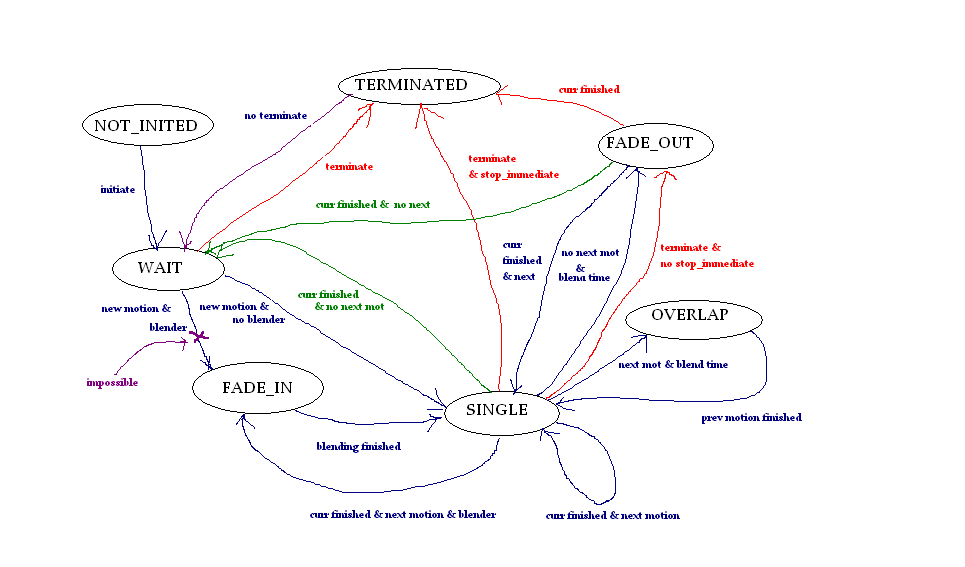 TERMINATED
curr finished
no terminate
NOT_INITED
FADE_OUT
terminate
terminate
& stop_immediate
initiate
curr finished & no next
curr
finished
& next
no next mot
&
blend time
terminate &
no stop_immediate
WAIT
curr finished
& no next mot
new motion &
blender
new motion &
no blender
OVERLAP
impossible
next mot & blend time
FADE_IN
SINGLE
prev motion finished
blending finished
curr finished & next motion & blender
curr finished & next motion